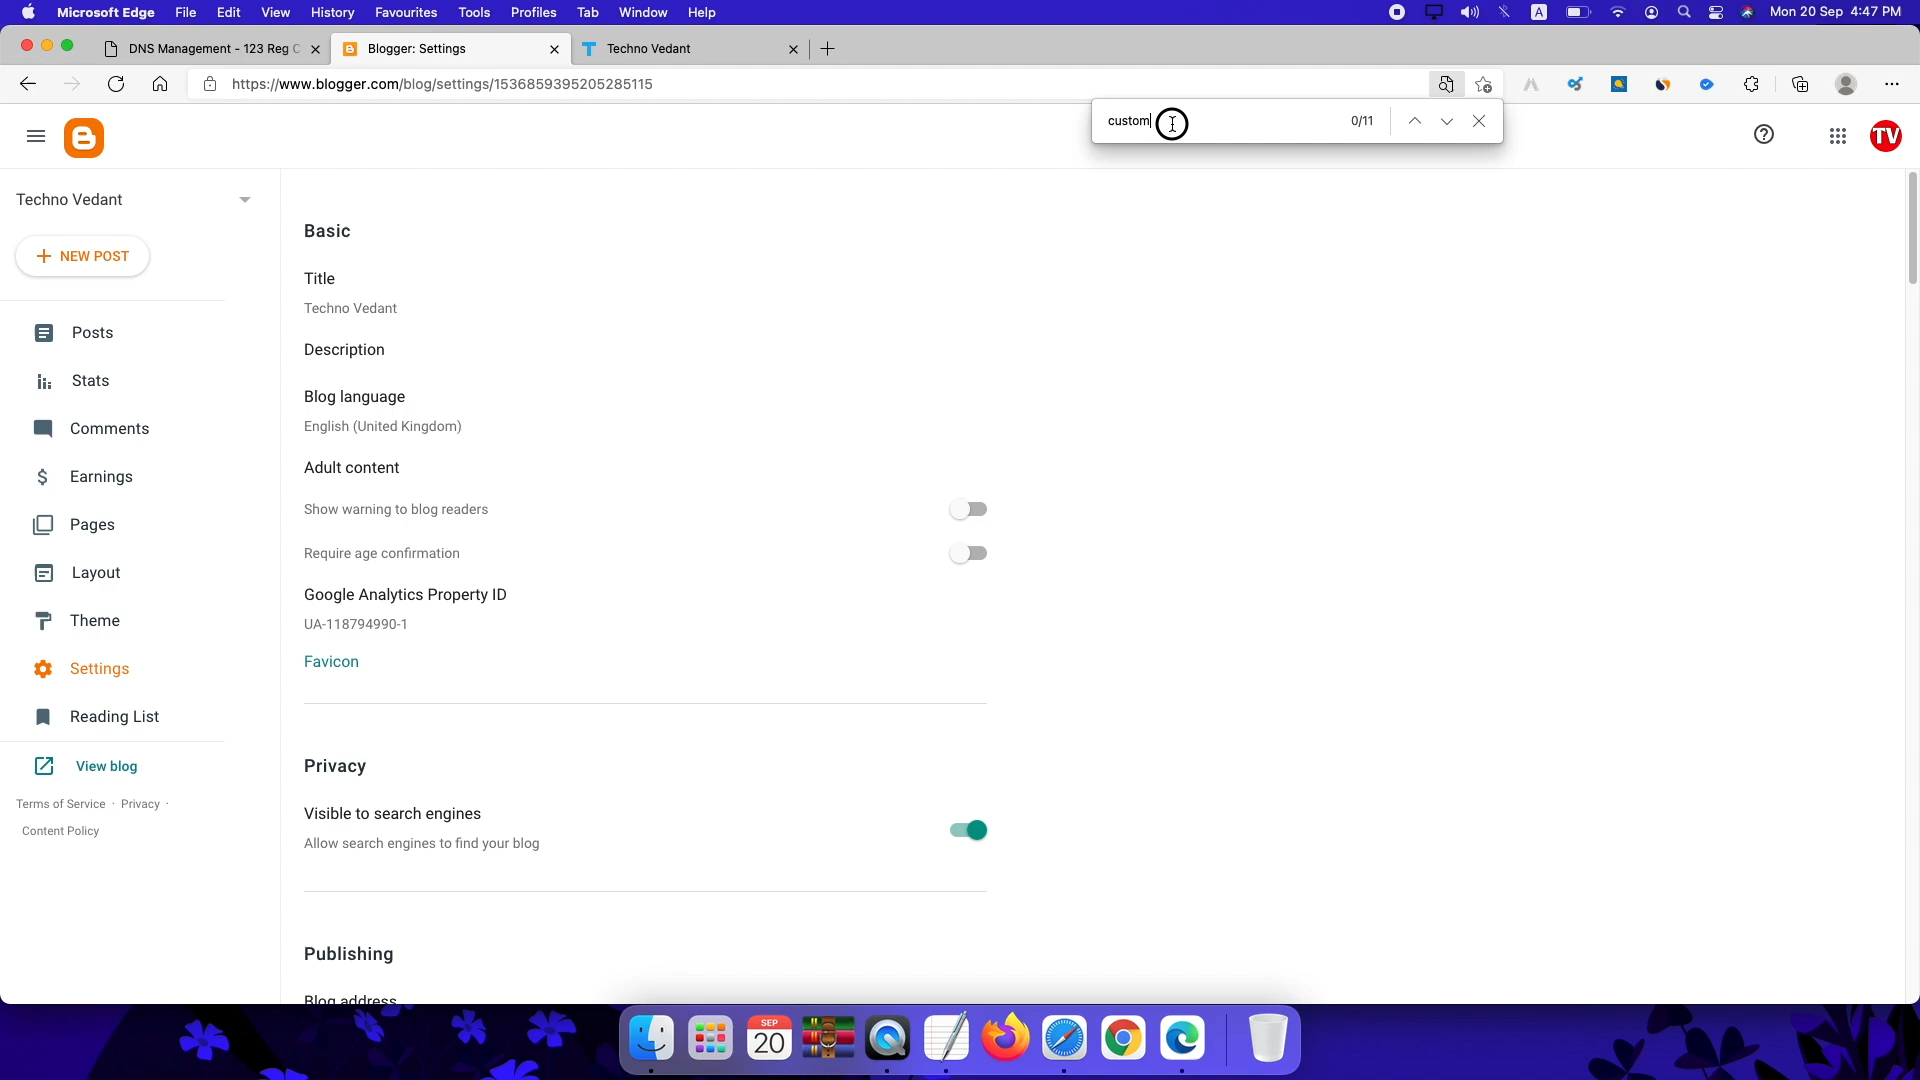 Microsoft Edge File Edit View History Favourites Tools Profiles Tab Window Help
A
Mon 20 Sep 4:47 PM
DNS Management - 123 Reg C
Blogger: Settings
Techno Vedant
https://www.blogger.com/blog/settings/1536859395205285115
custom
0/11
TV
Techno Vedant
NEW POST
Posts
Stats
Comments
Earnings
Pages
Layout
Theme
Settings
Reading List
View blog
Terms of Service · Privacy ·
Content Policy
Basic
Title
Techno Vedant
Description
Blog language
English (United Kingdom)
Adult content
Show warning to blog readers
Require age confirmation
Google Analytics Property ID
UA-118794990-1
Favicon
Privacy
Visible to search engines
Allow search engines to find your blog
Publishing
Blog address
SEP
20